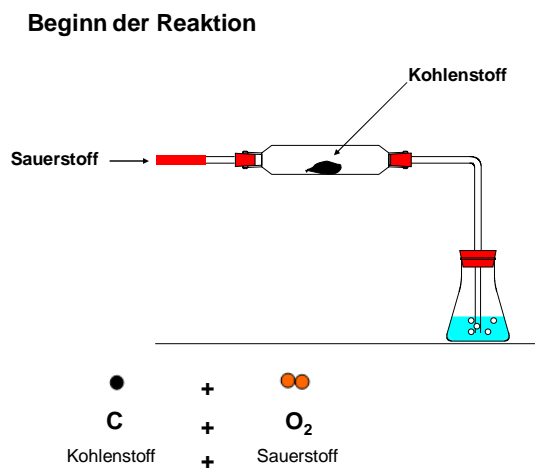 Beginn der Reaktion
Kohlenstoff
Sauerstoff
+
C + O₂
Kohlenstoff + Sauerstoff